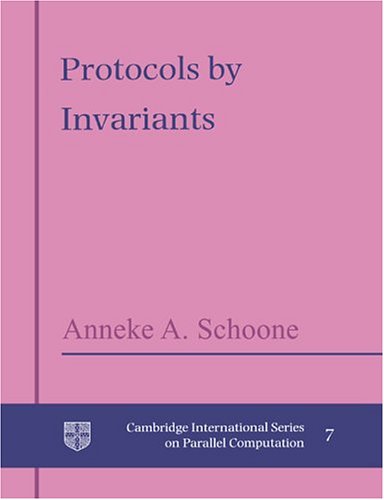 Protocols by
Invariants
Anneke A. Schoone
Cambridge International Series
on Parallel Computation
7